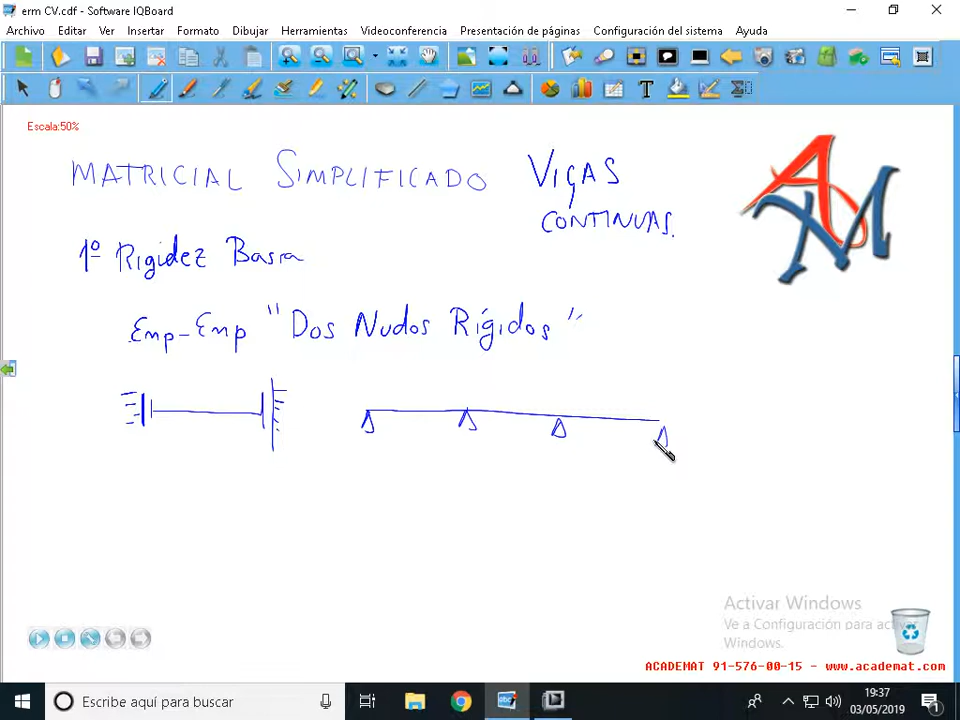 erm CV.cdf - Software IQBoard
Archivo Editar Ver Insertar Formato Dibujar Herramientas Videoconferencia Presentación de páginas Configuración del sistema Ayuda
Escala:50%
MATRICIAL SIMPLIFICADO VIGAS
CONTINUAS.
1º Rigidez Basica
Emp-Emp "Dos Nudos Rígidos"
Activar Windows
Ve a Configuración para activar
Windows.
ACADEMAT 91-576-00-15 - www.academat.com
Escribe aquí para buscar
19:37
03/05/2019